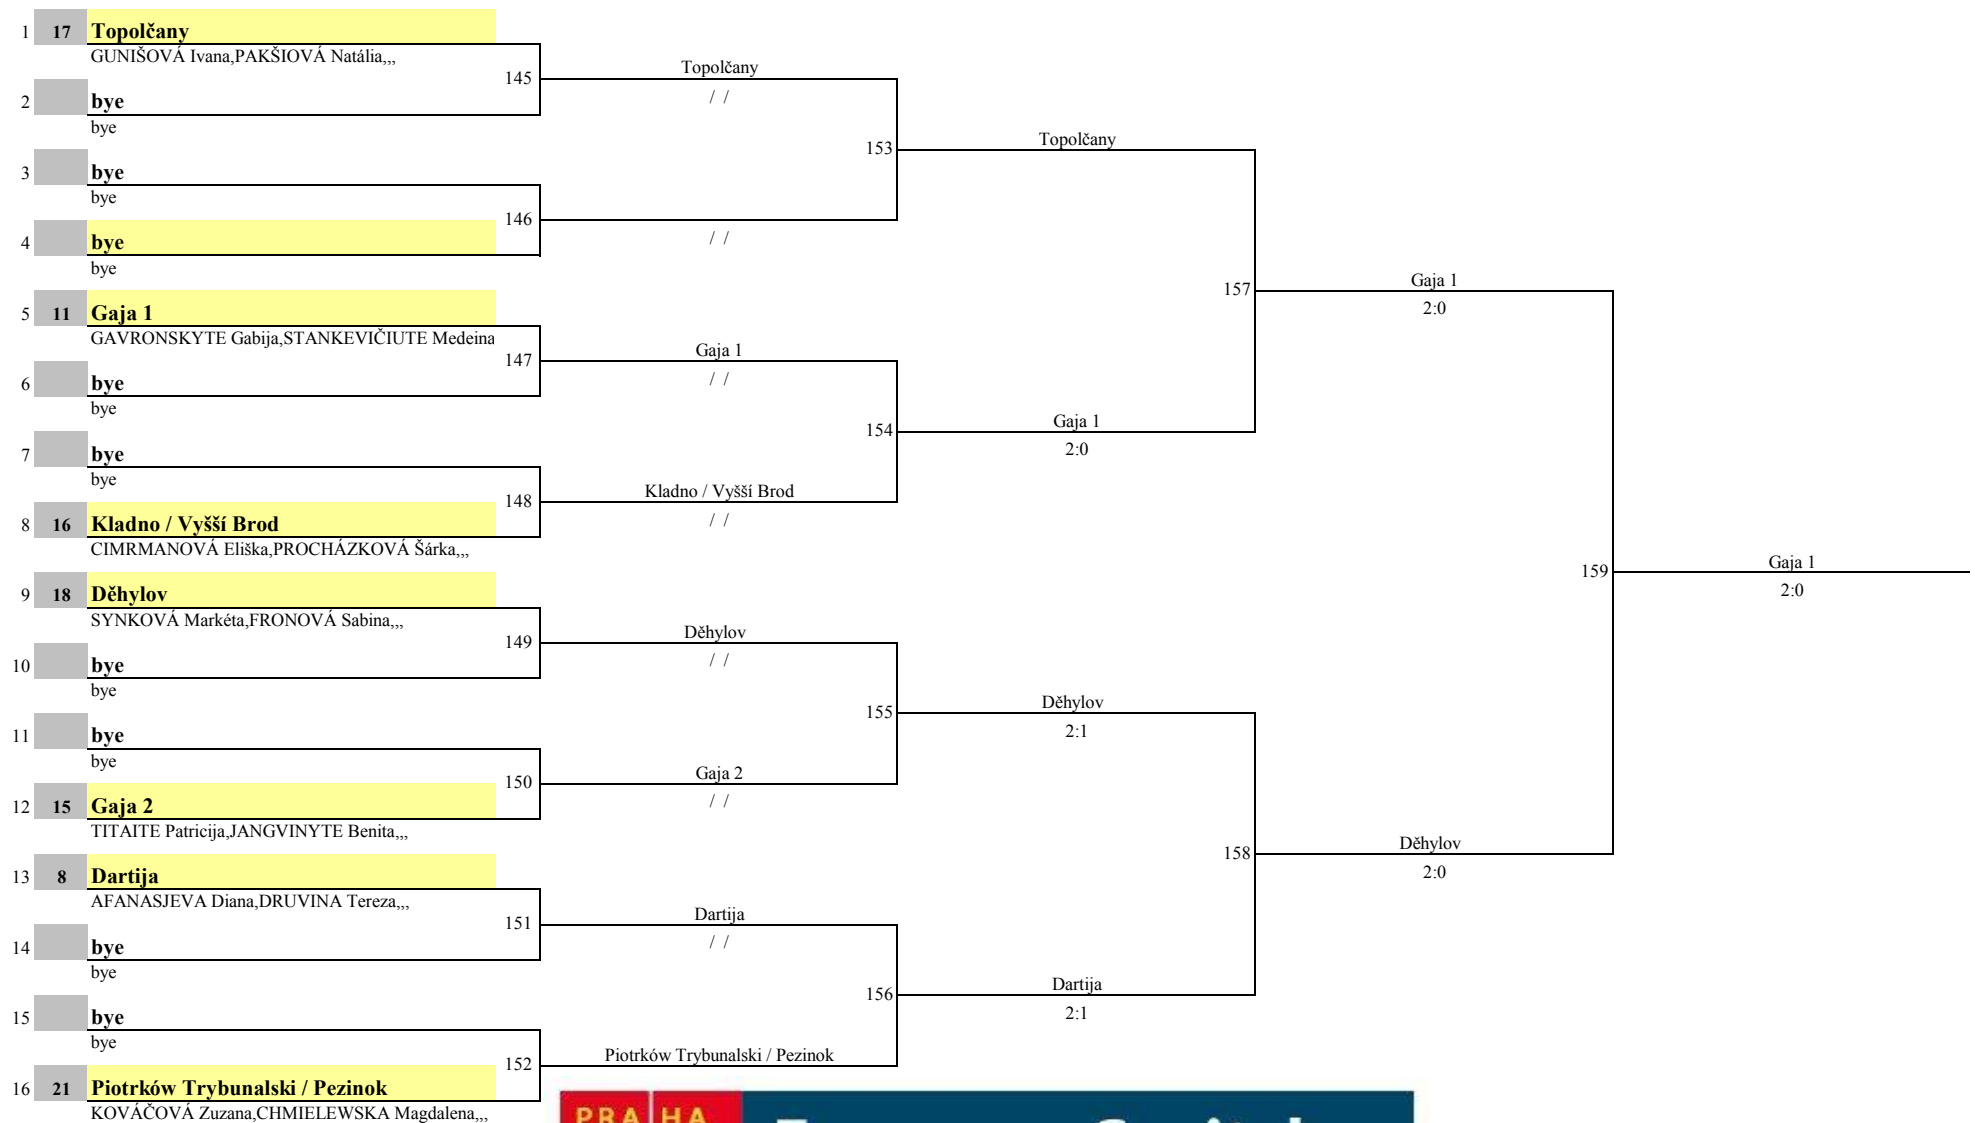 1 17 Topolčany
GUNIŠOVÁ Ivana,PAKŠIOVÁ Natália,,,
145
Topolčany
/ /
2 bye
bye
153
Topolčany
3 bye
bye
146
/ /
4 bye
bye
157
Gaja 1
2:0
5 11 Gaja 1
GAVRONSKYTE Gabija,STANKEVIČIUTE Medeina
147
Gaja 1
/ /
6 bye
bye
154
Gaja 1
2:0
7 bye
bye
148
Kladno / Vyšší Brod
/ /
8 16 Kladno / Vyšší Brod
CIMRMANOVÁ Eliška,PROCHÁZKOVÁ Šárka,,,
159
Gaja 1
2:0
9 18 Děhylov
SYNKOVÁ Markéta,FRONOVÁ Sabina,,,
149
Děhylov
/ /
10 bye
bye
155
Děhylov
2:1
11 bye
bye
150
Gaja 2
/ /
12 15 Gaja 2
TITAITE Patricija,JANGVINYTE Benita,,,
158
Děhylov
2:0
13 8 Dartija
AFANASJEVA Diana,DRUVINA Tereza,,,
151
Dartija
/ /
14 bye
bye
156
Dartija
2:1
15 bye
bye
152
Piotrków Trybunalski / Pezinok
16 21 Piotrków Trybunalski / Pezinok
KOVÁČOVÁ Zuzana,CHMIELEWSKA Magdalena,,,
PRA HA